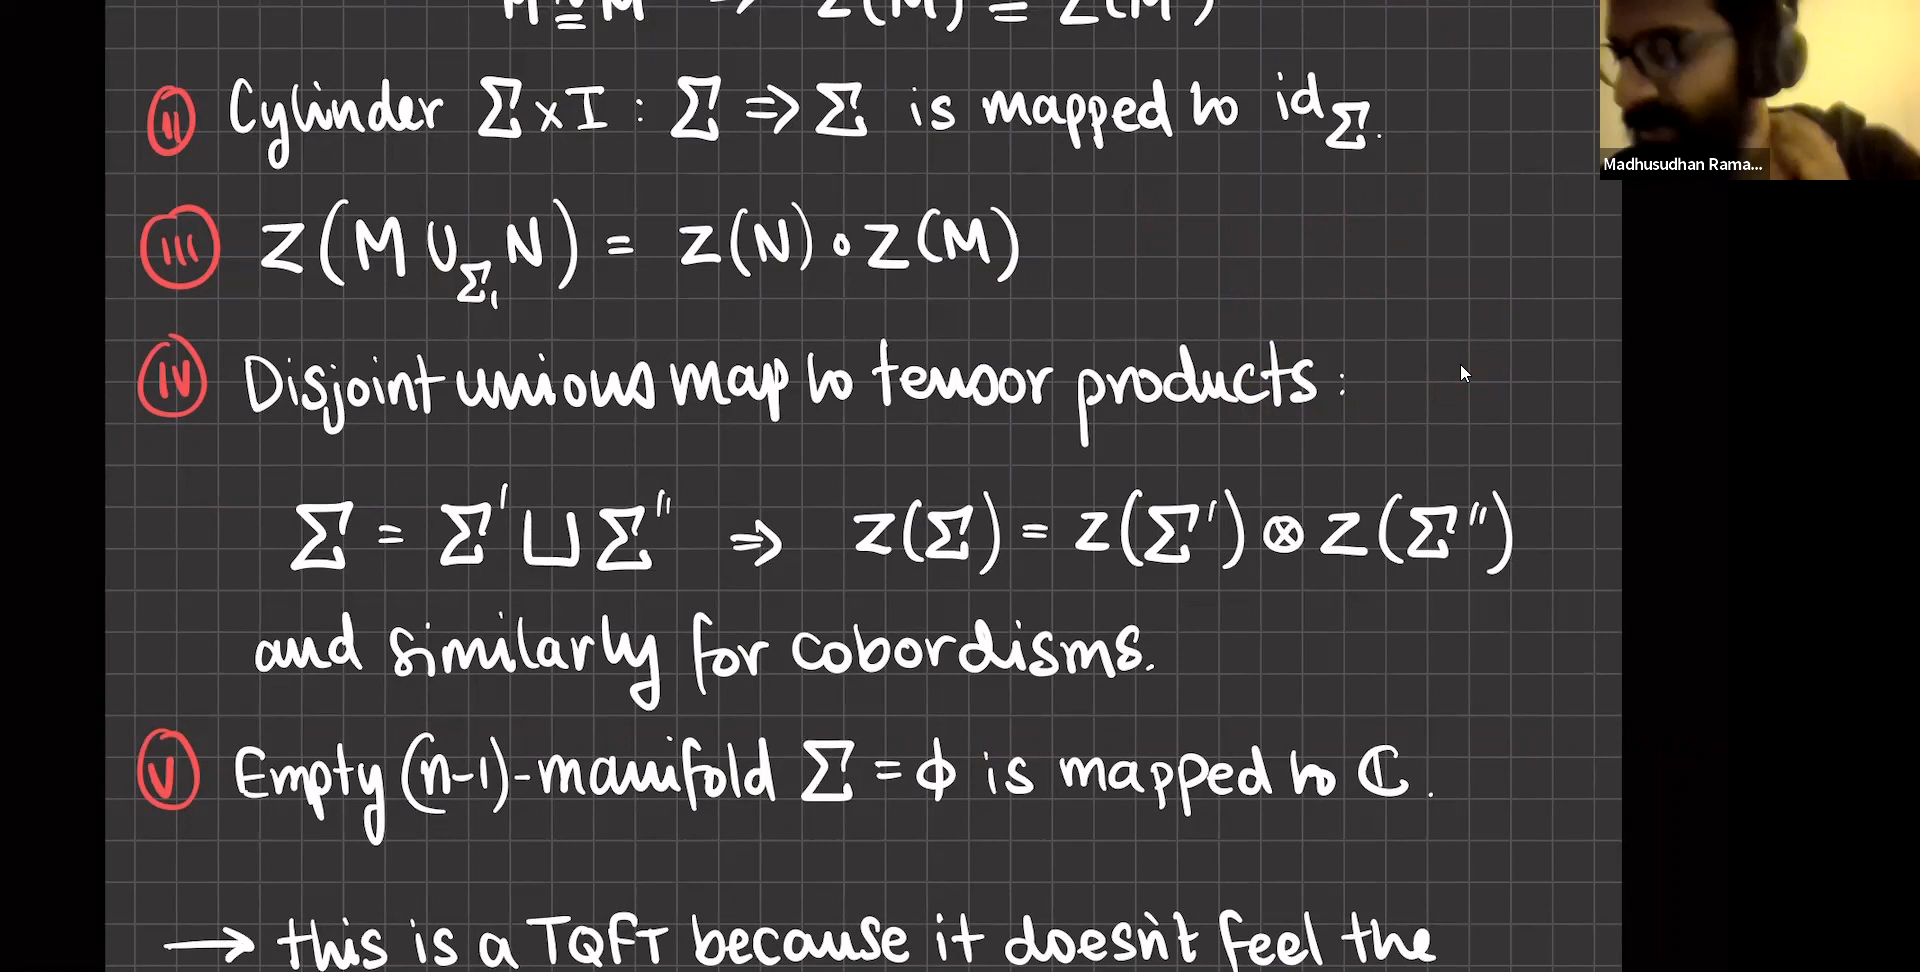 M ≅ M' ⇒ Z(M) = Z(M')
II Cylinder Σ×I : Σ ⇒ Σ is mapped to id_Σ.
Madhusudhan Rama...
III Z(M ∪_Σ₁ N) = Z(N) ∘ Z(M)
IV Disjoint unions map to tensor products :
Σ = Σ' ⊔ Σ'' ⇒ Z(Σ) = Z(Σ') ⊗ Z(Σ'')
and similarly for cobordisms.
V Empty (n-1)-manifold Σ = ϕ is mapped to ℂ.
→ this is a TQFT because it doesn't feel the